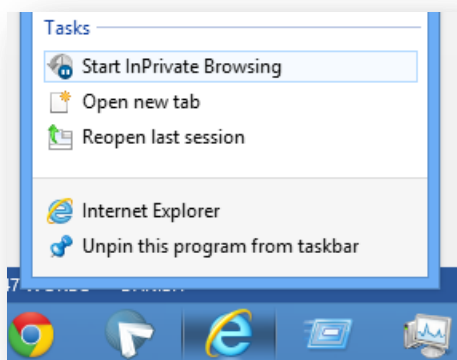 Tasks
Start InPrivate Browsing
Open new tab
Reopen last session
Internet Explorer
Unpin this program from taskbar